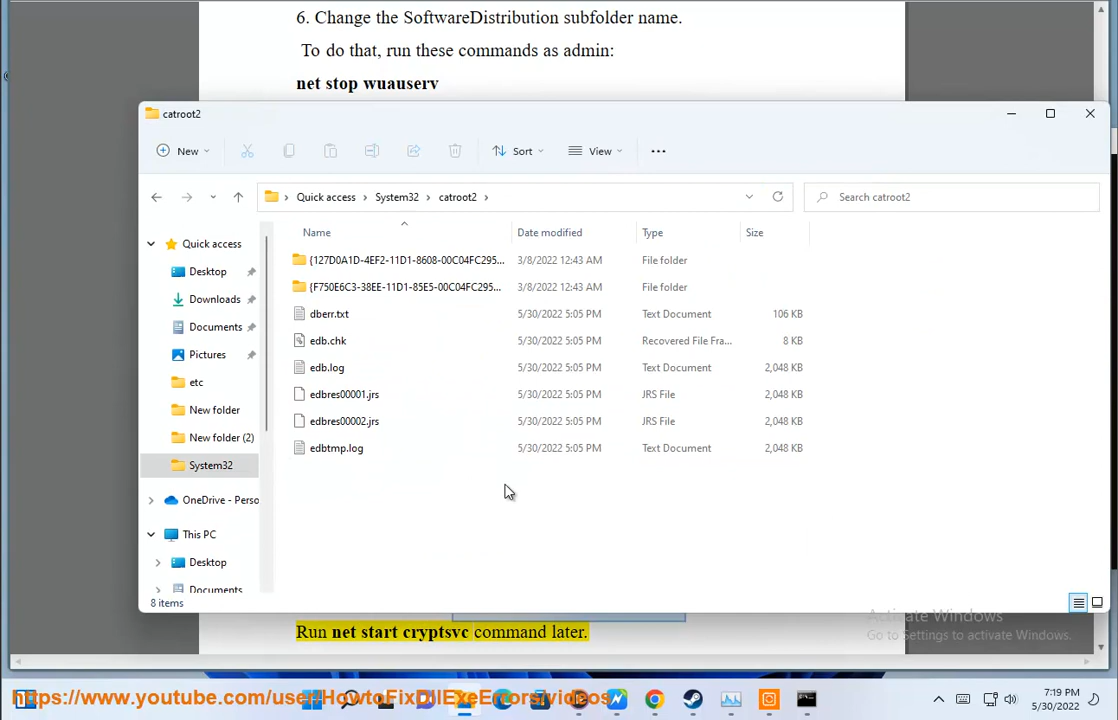 6. Change the SoftwareDistribution subfolder name.
To do that, run these commands as admin:
net stop wuauserv
catroot2
New
Sort
View
Quick access
System32
catroot2
Search catroot2
Name
Date modified
Type
Size
Quick access
Desktop
Downloads
Documents
Pictures
etc
New folder
New folder (2)
System32
OneDrive - Perso
This PC
Desktop
Documents
{127D0A1D-4EF2-11D1-8608-00C04FC295... 3/8/2022 12:43 AM File folder
{F750E6C3-38EE-11D1-85E5-00C04FC295... 3/8/2022 12:43 AM File folder
dberr.txt 5/30/2022 5:05 PM Text Document 106 KB
edb.chk 5/30/2022 5:05 PM Recovered File Fra... 8 KB
edb.log 5/30/2022 5:05 PM Text Document 2,048 KB
edbres00001.jrs 5/30/2022 5:05 PM JRS File 2,048 KB
edbres00002.jrs 5/30/2022 5:05 PM JRS File 2,048 KB
edbtmp.log 5/30/2022 5:05 PM Text Document 2,048 KB
8 items
Activate Windows
Go to Settings to activate Windows.
Run net start cryptsvc command later.
https://www.youtube.com/user/HowtoFixDllExeErrors/videos
7:19 PM
5/30/2022